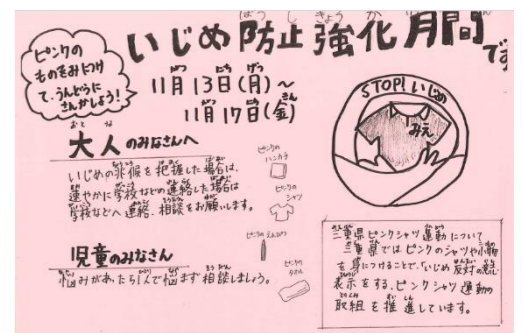 いじめ防止強化月間です
ピンクの
ものをみにつけ
て、うんどうに
さんかしよう！
11月13日(月)～
11月17日(金)
STOP!いじめ
みえ
大人のみなさんへ
いじめの兆候を把握した場合は、
速やかに学校などの連絡した場合は
学校などへ連絡、相談をお願いします。
ピンクの
ハンカチ
ピンクの
シャツ
ピンクのえんぴつ
ピンクの
タオル
児童のみなさん
悩みがあったら1人で悩まず相談しましょう。
三重県ピンクシャツ運動について
三重県ではピンクのシャツや小物
を身につけることで、「いじめ反対の意志
表示をする、ピンクシャツ運動の
取組を推進しています。